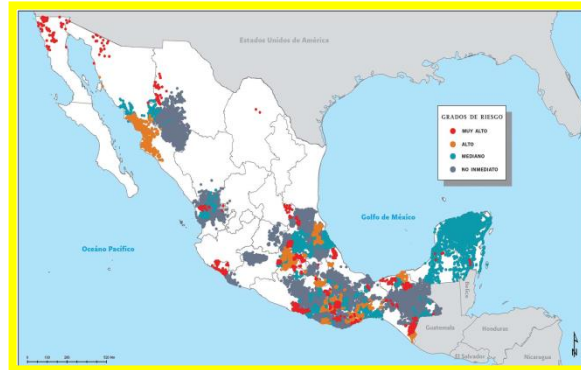 Estados Unidos de América
GRADOS DE RIESGO
MUY ALTO
ALTO
MEDIANO
NO INMEDIATO
Golfo de México
Océano Pacífico
Belice
Guatemala
Honduras
El Salvador
Nicaragua